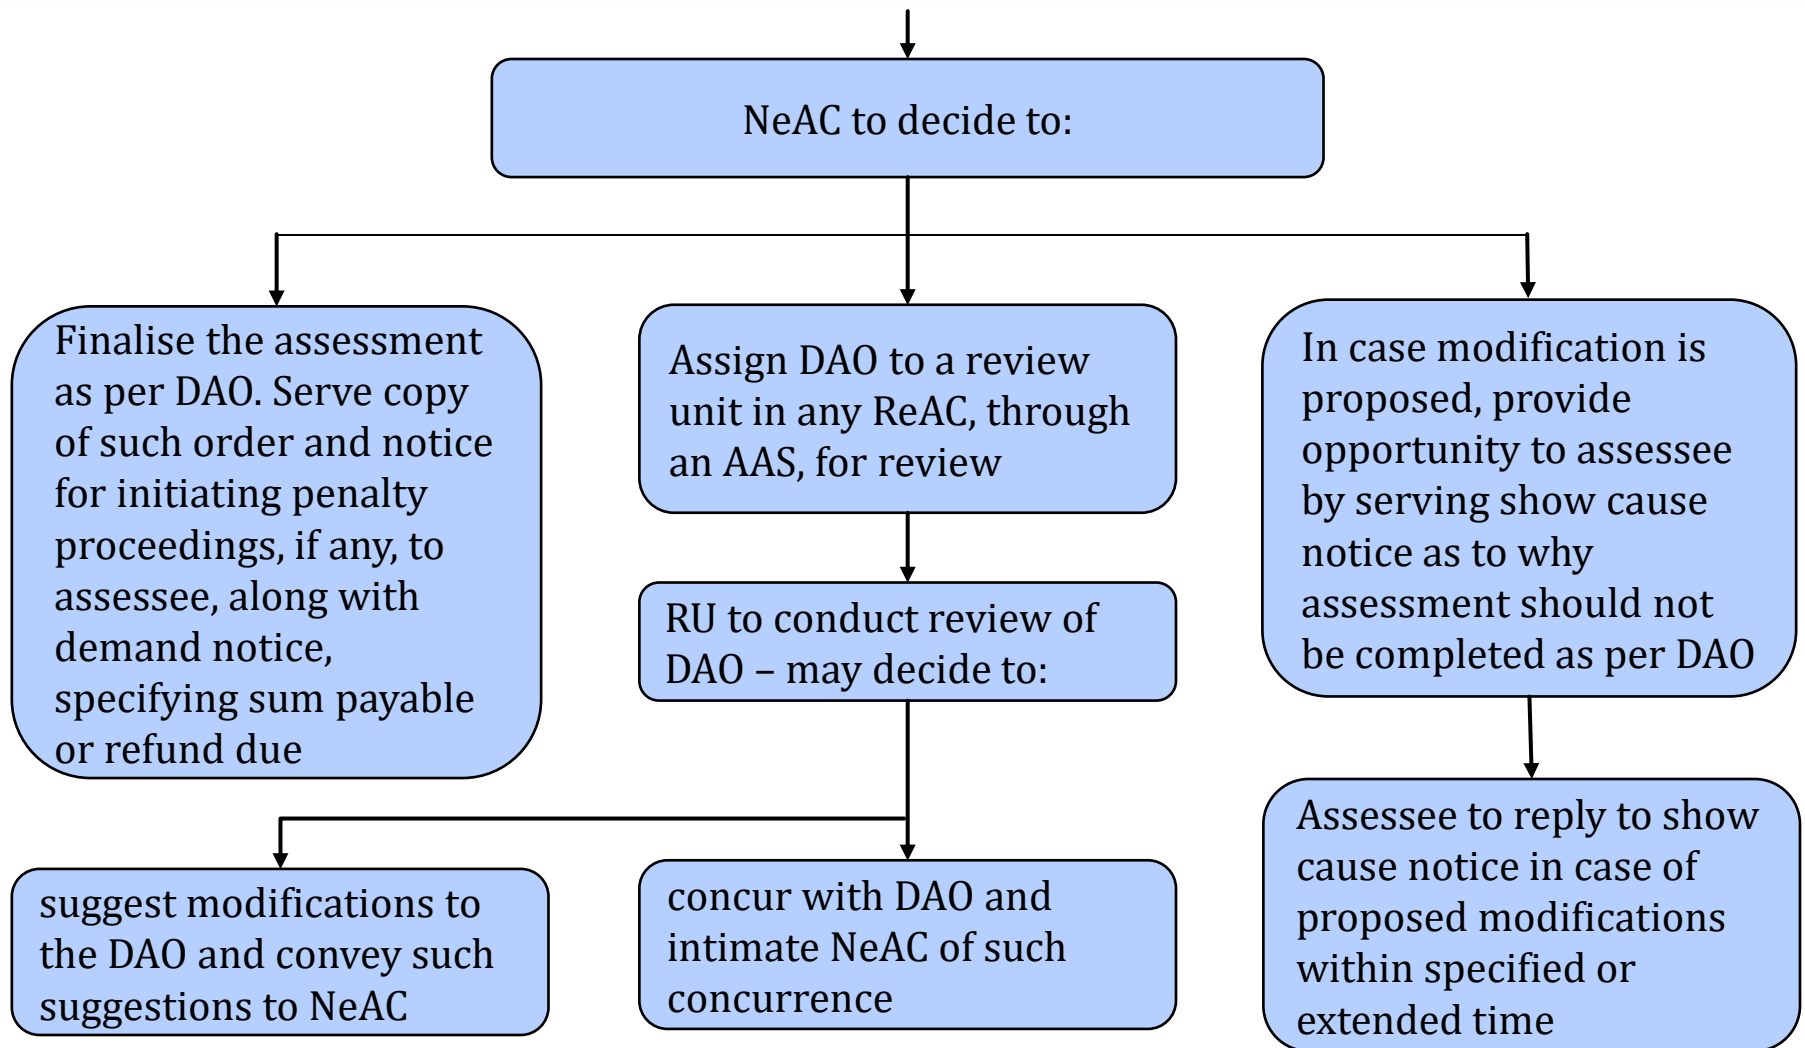 NeAC to decide to:
Finalise the assessment
as per DAO. Serve copy
of such order and notice
for initiating penalty
proceedings, if any, to
assessee, along with
demand notice,
specifying sum payable
or refund due
Assign DAO to a review
unit in any ReAC, through
an AAS, for review
In case modification is
proposed, provide
opportunity to assessee
by serving show cause
notice as to why
assessment should not
be completed as per DAO
RU to conduct review of
DAO – may decide to:
suggest modifications to
the DAO and convey such
suggestions to NeAC
concur with DAO and
intimate NeAC of such
concurrence
Assessee to reply to show
cause notice in case of
proposed modifications
within specified or
extended time